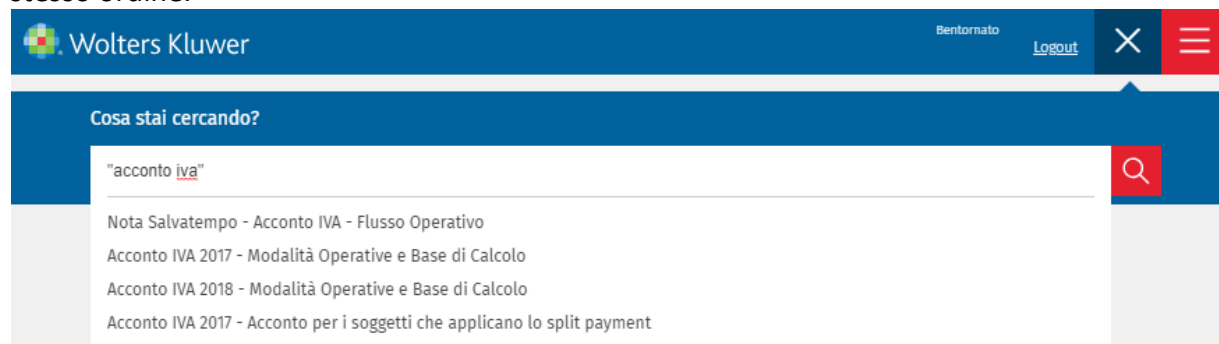 stesso ordine.
Wolters Kluwer
Bentornato
Logout
Cosa stai cercando?
"acconto iva"
Nota Salvatempo - Acconto IVA - Flusso Operativo
Acconto IVA 2017 - Modalità Operative e Base di Calcolo
Acconto IVA 2018 - Modalità Operative e Base di Calcolo
Acconto IVA 2017 - Acconto per i soggetti che applicano lo split payment